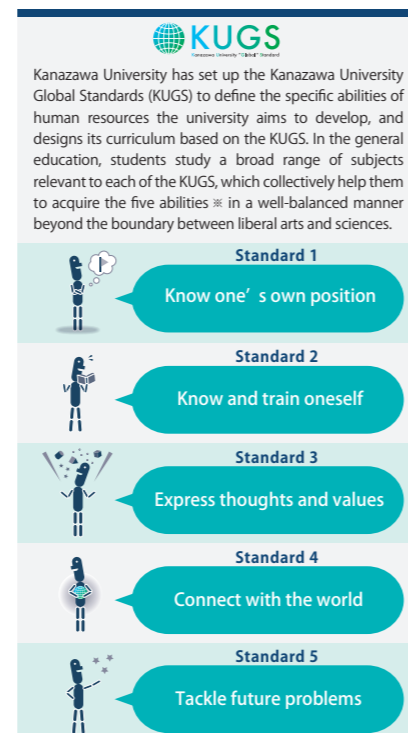 KUGS
Kanazawa University "Global" Standard
Kanazawa University has set up the Kanazawa University
Global Standards (KUGS) to define the specific abilities of
human resources the university aims to develop, and
designs its curriculum based on the KUGS. In the general
education, students study a broad range of subjects
relevant to each of the KUGS, which collectively help them
to acquire the five abilities ※ in a well-balanced manner
beyond the boundary between liberal arts and sciences.
Standard 1
Know one’s own position
Standard 2
Know and train oneself
Standard 3
Express thoughts and values
Standard 4
Connect with the world
Standard 5
Tackle future problems